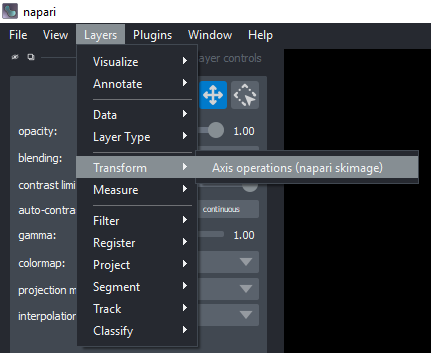 napari
File View Layers Plugins Window Help
Visualize
layer controls
Annotate
Data
opacity: 1.00
Layer Type
blending:
Transform Axis operations (napari skimage)
contrast limi
Measure
auto-contra continuous
Filter
gamma: 1.00
Register
colormap: Project
projection m Segment
interpolation Track
Classify